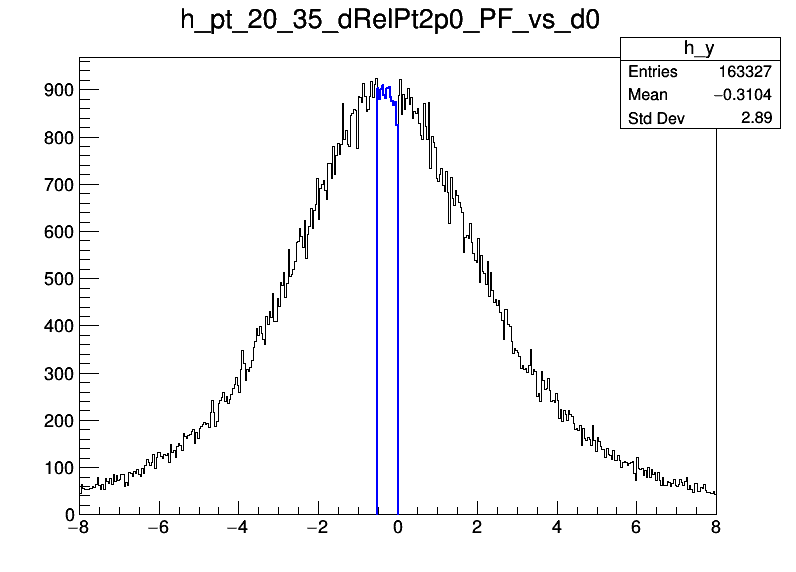 h_pt_20_35_dRelPt2p0_PF_vs_d0
h_y
Entries 163327
Mean −0.3104
Std Dev 2.89
900
800
700
600
500
400
300
200
100
0
−8 −6 −4 −2 0 2 4 6 8